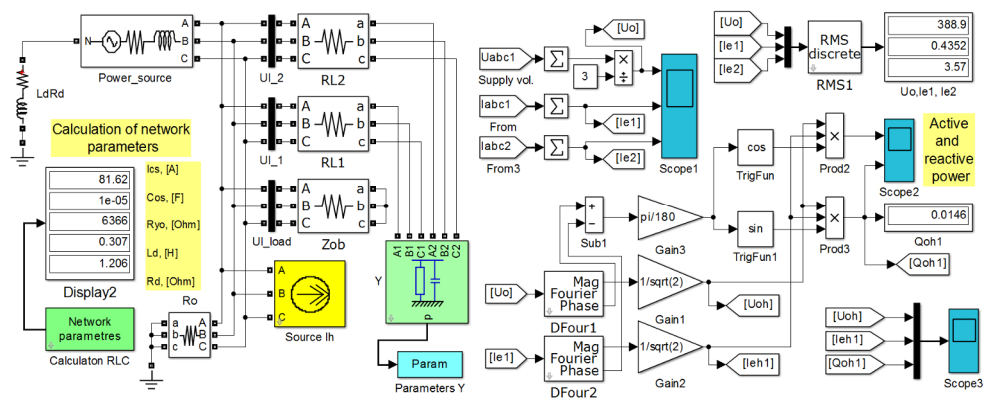 N
A
B
C
Power_source
LdRd
UI_2
A
B
C
a
b
c
RL2
UI_1
A
B
C
a
b
c
RL1
UI_load
A
B
C
a
b
c
Zob
Calculation of network
parameters
81.62
1e-05
6366
0.307
1.206
Display2
Ics, [A]
Cos, [F]
Ryo, [Ohm]
Ld, [H]
Rd, [Ohm]
Network
parametres
Calculaton RLC
Ro
a
b
c
A
B
C
A
B
C
Source Ih
A1
B1
C1
A2
B2
C2
Y
p
Param
Parameters Y
Uabc1
Supply vol.
Iabc1
From
Iabc2
From3
Σ
Σ
Σ
3
×
÷
[Uo]
[Ie1]
[Ie2]
Scope1
[Uo]
[Ie1]
[Ie2]
RMS
discrete
RMS1
388.9
0.4352
3.57
Uo,Ie1, Ie2
+
−
Sub1
pi/180
Gain3
cos
TrigFun
sin
TrigFun1
×
Prod2
×
Prod3
Scope2
Active
and
reactive
power
0.0146
Qoh1
[Qoh1]
[Uo]
Mag
Fourier
Phase
DFour1
1/sqrt(2)
Gain1
[Uoh]
[Ie1]
Mag
Fourier
Phase
DFour2
1/sqrt(2)
Gain2
[Ieh1]
[Uoh]
[Ieh1]
[Qoh1]
Scope3